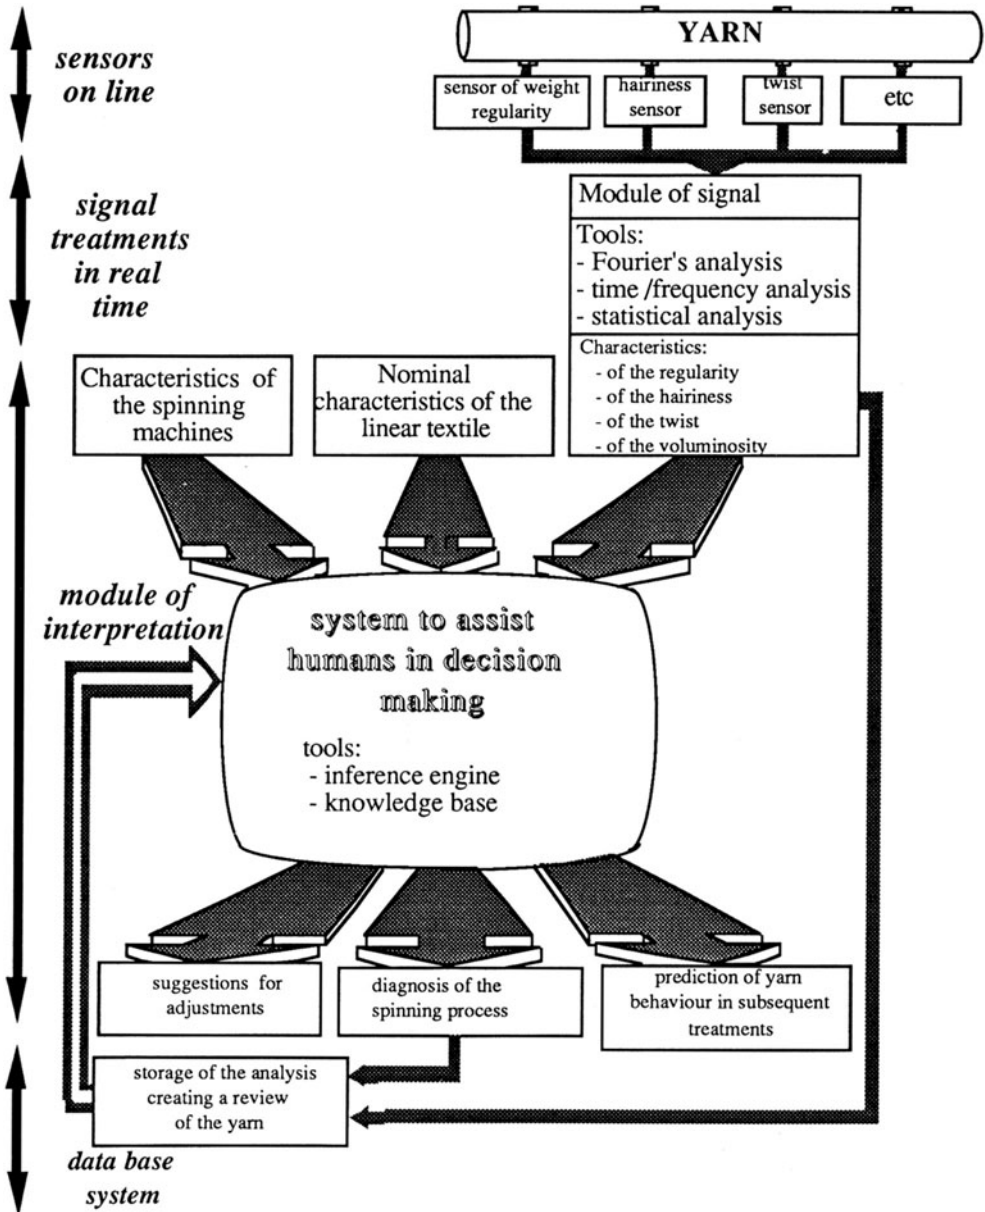 YARN
sensors
on line
sensor of weight
regularity
hairiness
sensor
twist
sensor
etc
signal
treatments
in real
time
Module of signal
Tools:
- Fourier's analysis
- time /frequency analysis
- statistical analysis
Characteristics:
- of the regularity
- of the hairiness
- of the twist
- of the voluminosity
Characteristics of
the spinning
machines
Nominal
characteristics of the
linear textile
module of
interpretation
system to assist
humans in decision
making
tools:
- inference engine
- knowledge base
suggestions for
adjustments
diagnosis of the
spinning process
prediction of yarn
behaviour in subsequent
treatments
storage of the analysis
creating a review
of the yarn
data base
system